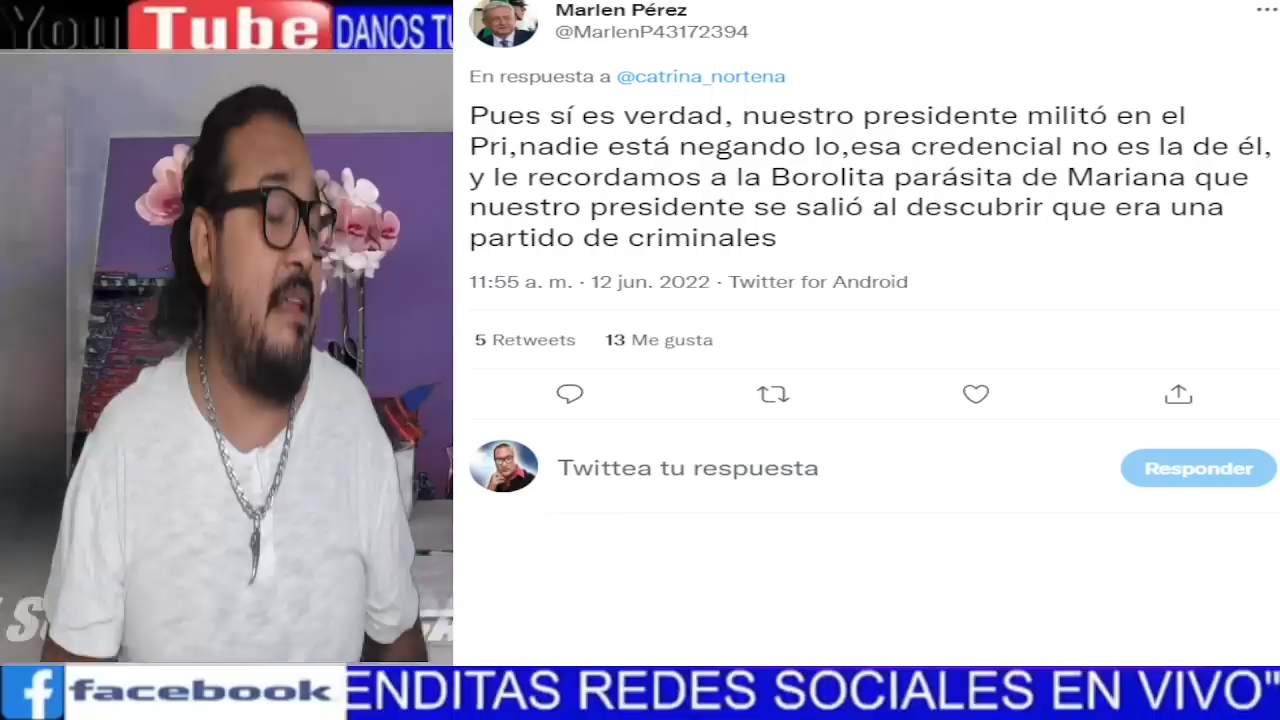 You Tube DANOS TU
Marlen Pérez
@MarlenP43172394
En respuesta a @catrina_nortena
Pues sí es verdad, nuestro presidente militó en el
Pri,nadie está negando lo,esa credencial no es la de él,
y le recordamos a la Borolita parásita de Mariana que
nuestro presidente se salió al descubrir que era una
partido de criminales
11:55 a. m. · 12 jun. 2022 · Twitter for Android
5 Retweets 13 Me gusta
Twittea tu respuesta
Responder
facebook ENDITAS REDES SOCIALES EN VIVO"